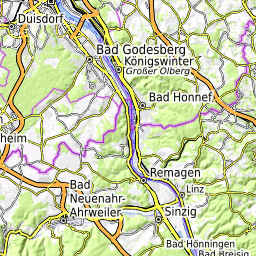 Duisdorf
Bad Godesberg
Königswinter
Großer Ölberg
Bad Honnef
heim
Remagen
Bad
Neuenahr-
Ahrweiler
Linz
Sinzig
Bad Hönningen
Bad Breisig